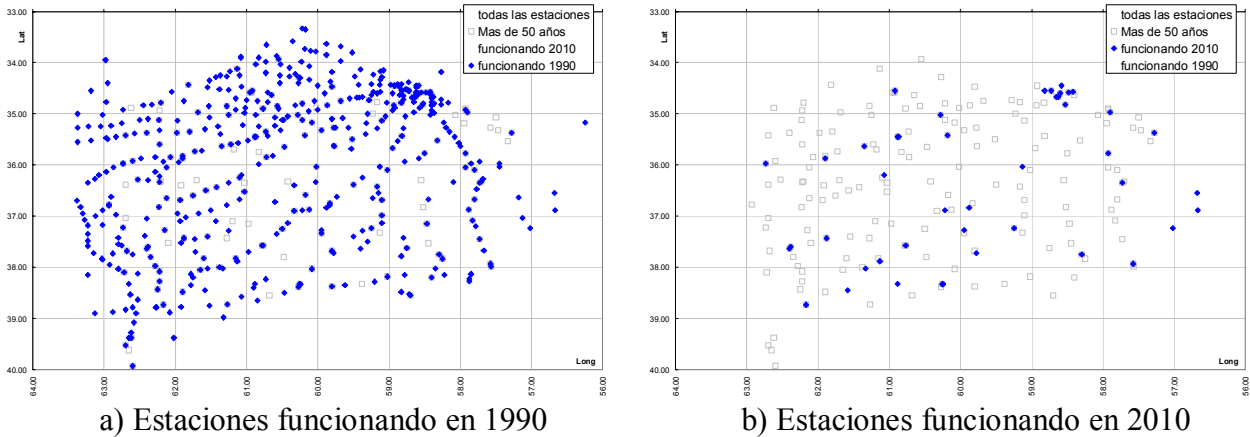 33.00
34.00
35.00
36.00
37.00
38.00
39.00
40.00
Lat
64.00
63.00
62.00
61.00
60.00
59.00
58.00
57.00
56.00
Long
todas las estaciones
Mas de 50 años
funcionando 2010
funcionando 1990
a) Estaciones funcionando en 1990
33.00
34.00
35.00
36.00
37.00
38.00
39.00
40.00
Lat
64.00
63.00
62.00
61.00
60.00
59.00
58.00
57.00
56.00
Long
todas las estaciones
Mas de 50 años
funcionando 2010
funcionando 1990
b) Estaciones funcionando en 2010